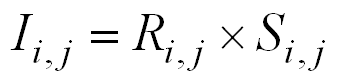 I_{i,j} = R_{i,j} × S_{i,j}